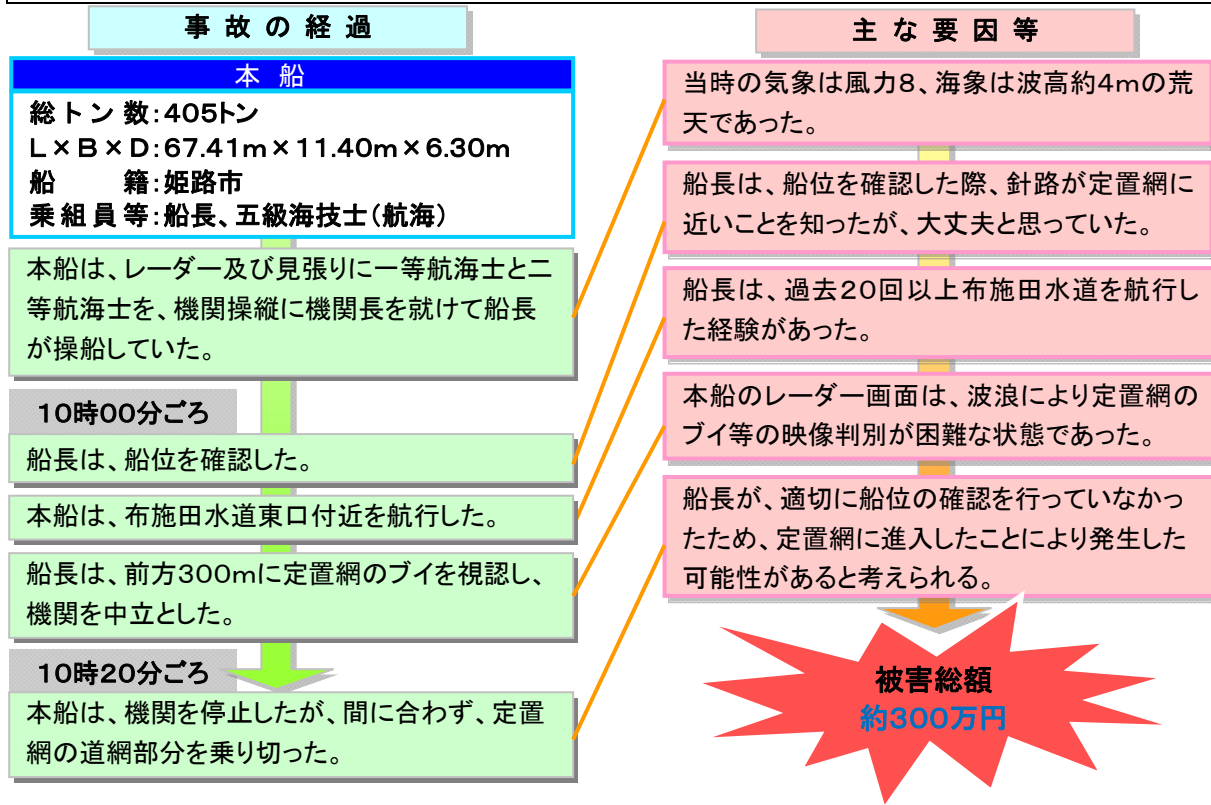 事 故 の 経 過
本 船
総 ト ン 数:405トン
L×B×D:67.41m×11.40m×6.30m
船 籍:姫路市
乗 組 員 等:船長、五級海技士(航海)
本船は、レーダー及び見張りに一等航海士と二
等航海士を、機関操縦に機関長を就けて船長
が操船していた。
10時00分ごろ
船長は、船位を確認した。
本船は、布施田水道東口付近を航行した。
船長は、前方300mに定置網のブイを視認し、
機関を中立とした。
10時20分ごろ
本船は、機関を停止したが、間に合わず、定置
網の道網部分を乗り切った。
主 な 要 因 等
当時の気象は風力8、海象は波高約4mの荒
天であった。
船長は、船位を確認した際、針路が定置網に
近いことを知ったが、大丈夫と思っていた。
船長は、過去20回以上布施田水道を航行し
た経験があった。
本船のレーダー画面は、波浪により定置網の
ブイ等の映像判別が困難な状態であった。
船長が、適切に船位の確認を行っていなかっ
たため、定置網に進入したことにより発生した
可能性があると考えられる。
被害総額
約300万円